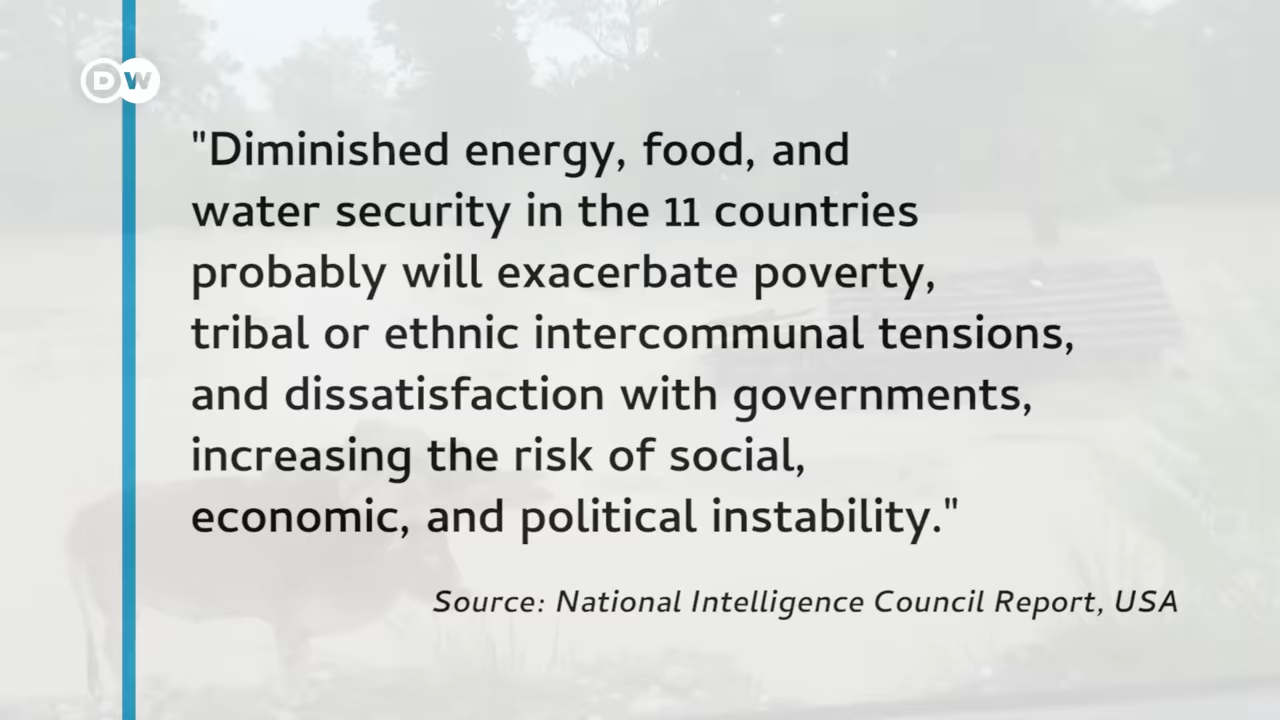 DW
"Diminished energy, food, and
water security in the 11 countries
probably will exacerbate poverty,
tribal or ethnic intercommunal tensions,
and dissatisfaction with governments,
increasing the risk of social,
economic, and political instability."
Source: National Intelligence Council Report, USA